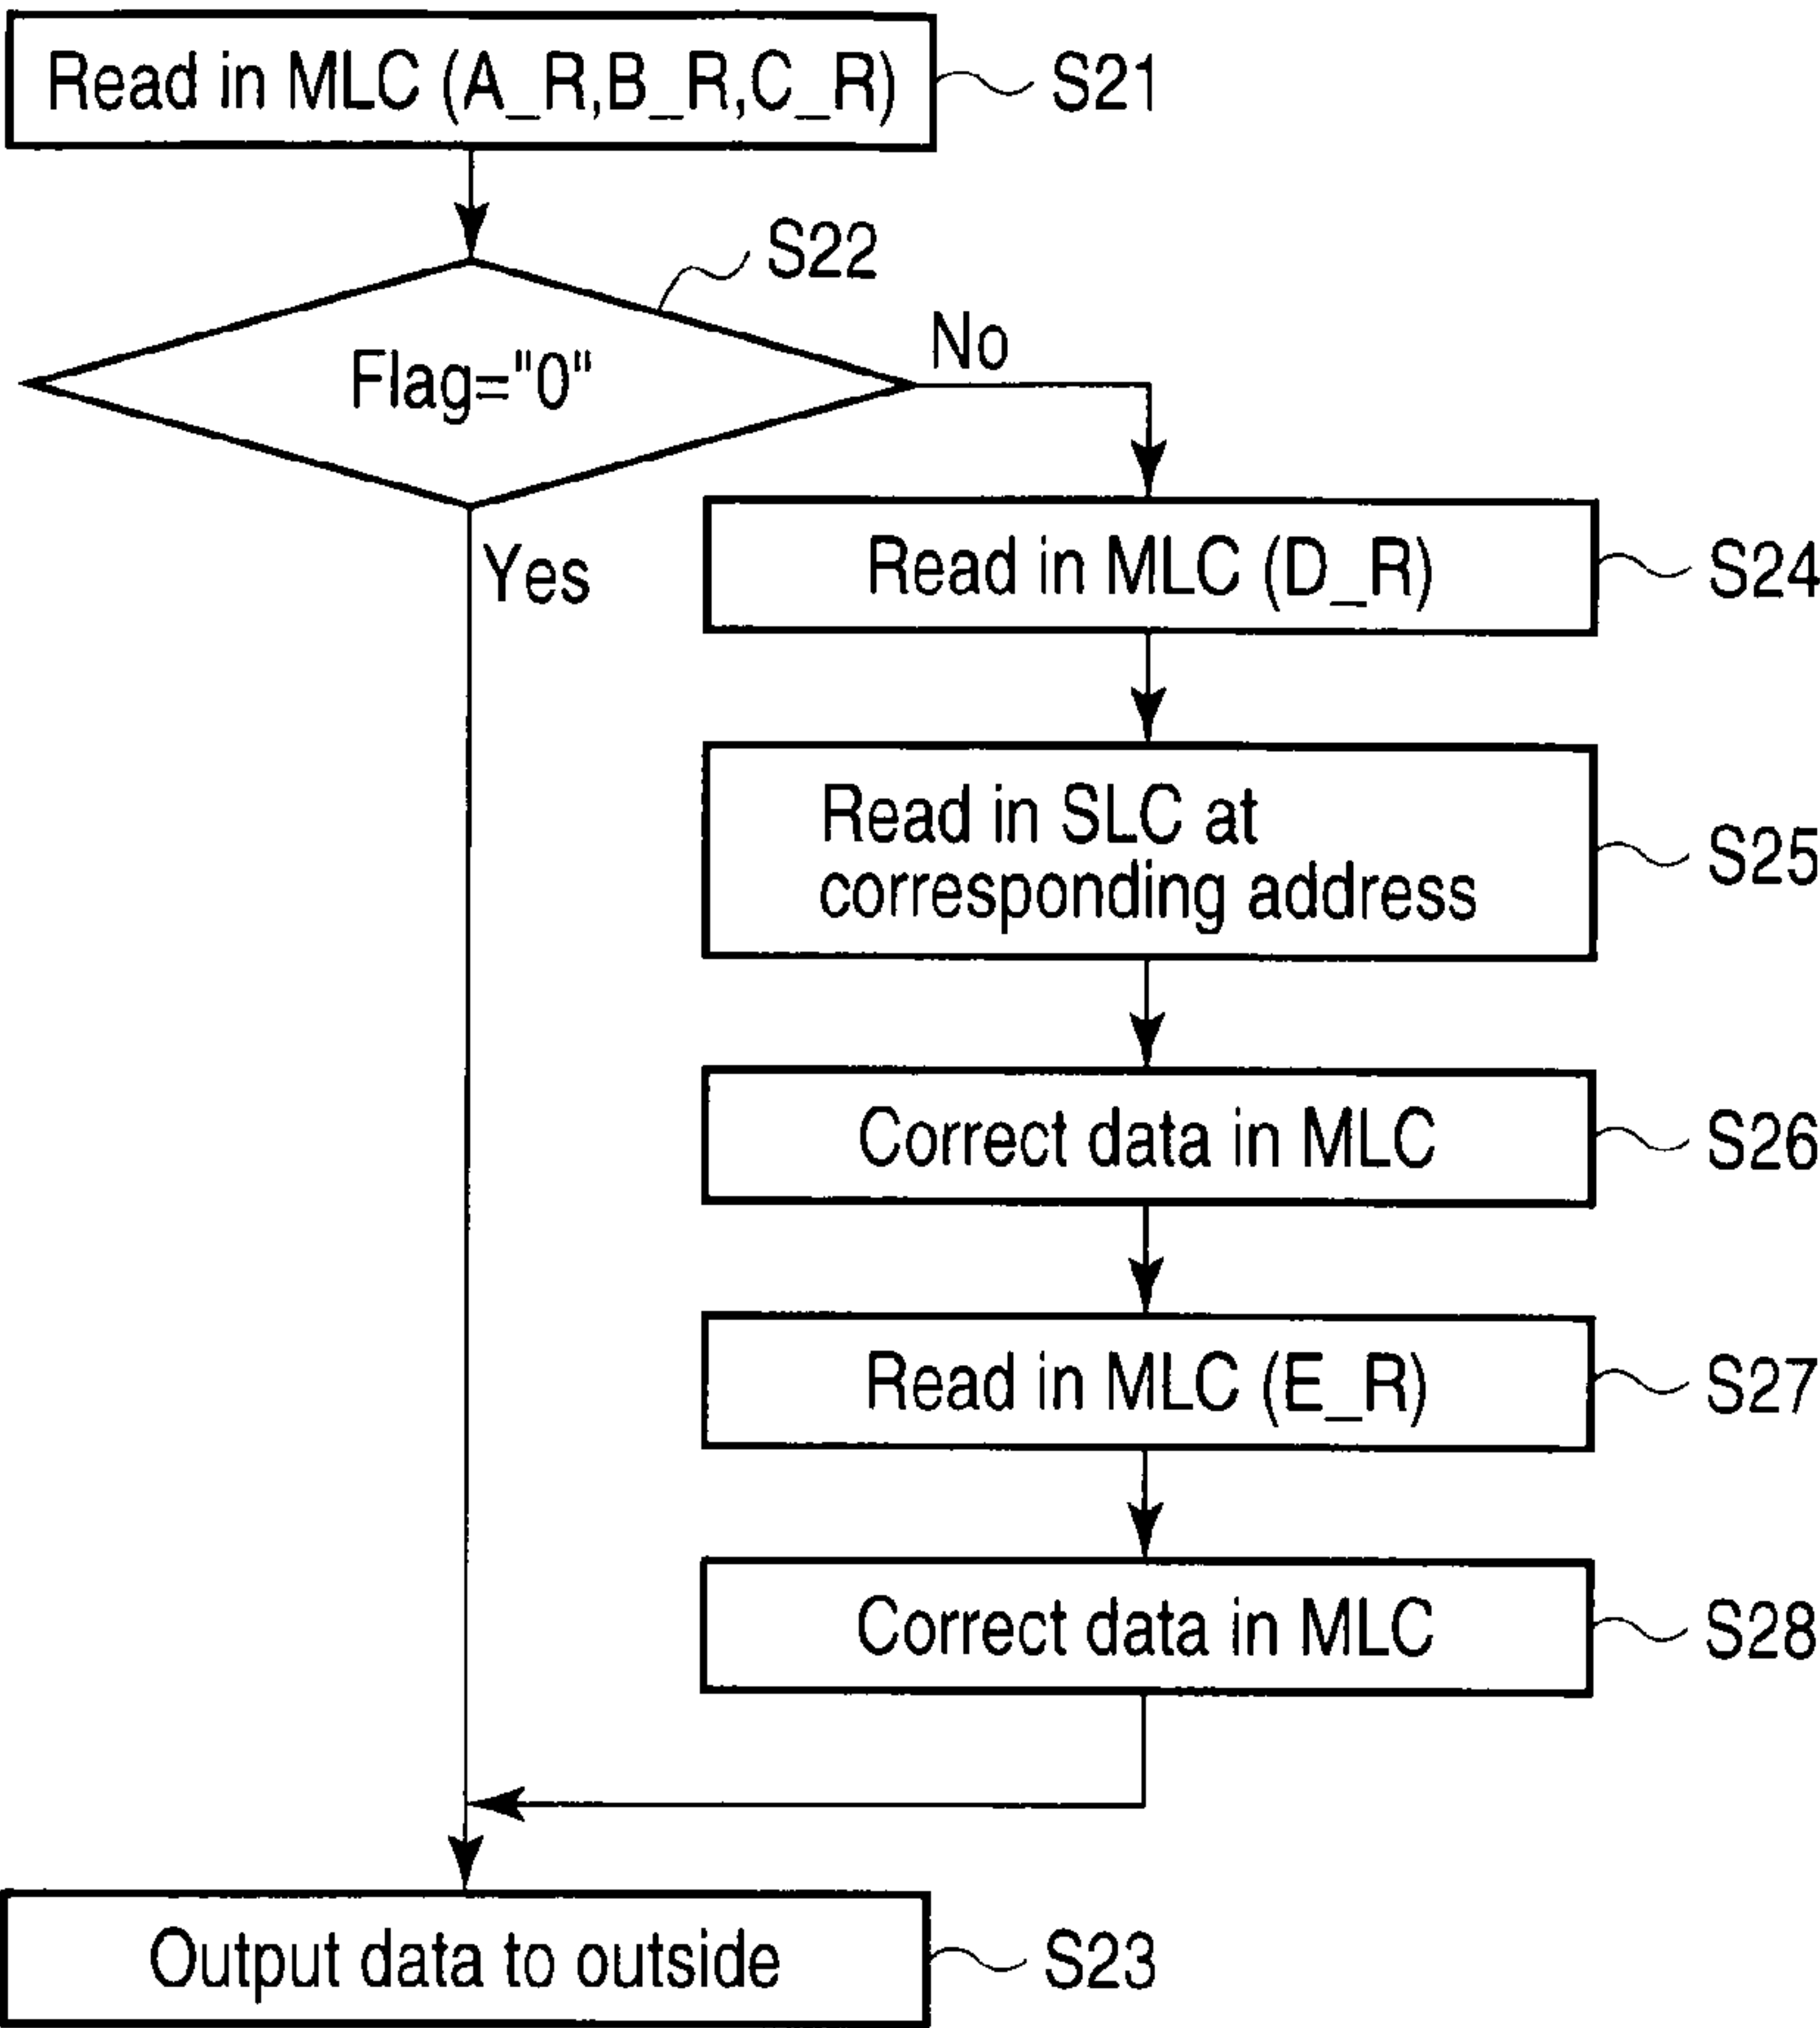 Read in MLC (A_R,B_R,C_R)
S21
S22
Flag="0"
No
Yes
Read in MLC (D_R)
S24
Read in SLC at
corresponding address
S25
Correct data in MLC
S26
Read in MLC (E_R)
S27
Correct data in MLC
S28
Output data to outside
S23